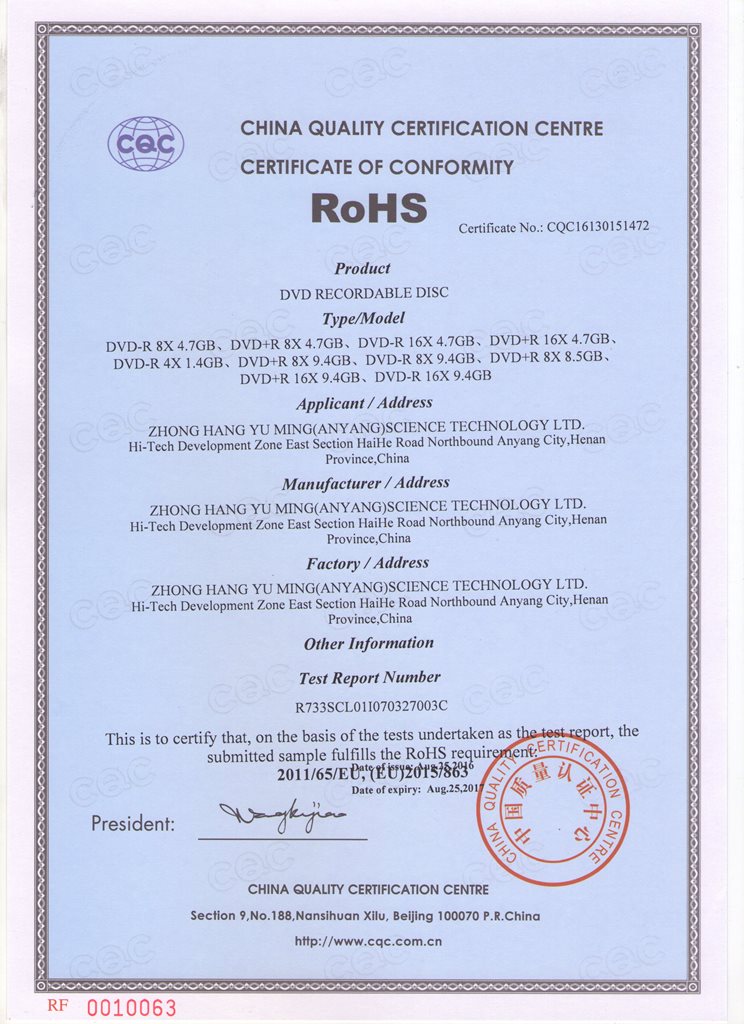 CQC
CHINA QUALITY CERTIFICATION CENTRE
CERTIFICATE OF CONFORMITY
RoHS
Certificate No.: CQC16130151472
Product
DVD RECORDABLE DISC
Type/Model
DVD-R 8X 4.7GB、DVD+R 8X 4.7GB、DVD-R 16X 4.7GB、DVD+R 16X 4.7GB、
DVD-R 4X 1.4GB、DVD+R 8X 9.4GB、DVD-R 8X 9.4GB、DVD+R 8X 8.5GB、
DVD+R 16X 9.4GB、DVD-R 16X 9.4GB
Applicant / Address
ZHONG HANG YU MING(ANYANG)SCIENCE TECHNOLOGY LTD.
Hi-Tech Development Zone East Section HaiHe Road Northbound Anyang City,Henan
Province,China
Manufacturer / Address
ZHONG HANG YU MING(ANYANG)SCIENCE TECHNOLOGY LTD.
Hi-Tech Development Zone East Section HaiHe Road Northbound Anyang City,Henan
Province,China
Factory / Address
ZHONG HANG YU MING(ANYANG)SCIENCE TECHNOLOGY LTD.
Hi-Tech Development Zone East Section HaiHe Road Northbound Anyang City,Henan
Province,China
Other Information
Test Report Number
R733SCL01I070327003C
This is to certify that, on the basis of the tests undertaken as the test report, the
submitted sample fulfills the RoHS requirement:
Date of issue: Aug.25,2016
2011/65/EU, (EU)2015/863
Date of expiry: Aug.25,2017
CHINA QUALITY CERTIFICATION CENTRE
中国质量认证中心
President:
CHINA QUALITY CERTIFICATION CENTRE
Section 9,No.188,Nansihuan Xilu, Beijing 100070 P.R.China
http://www.cqc.com.cn
RF 0010063